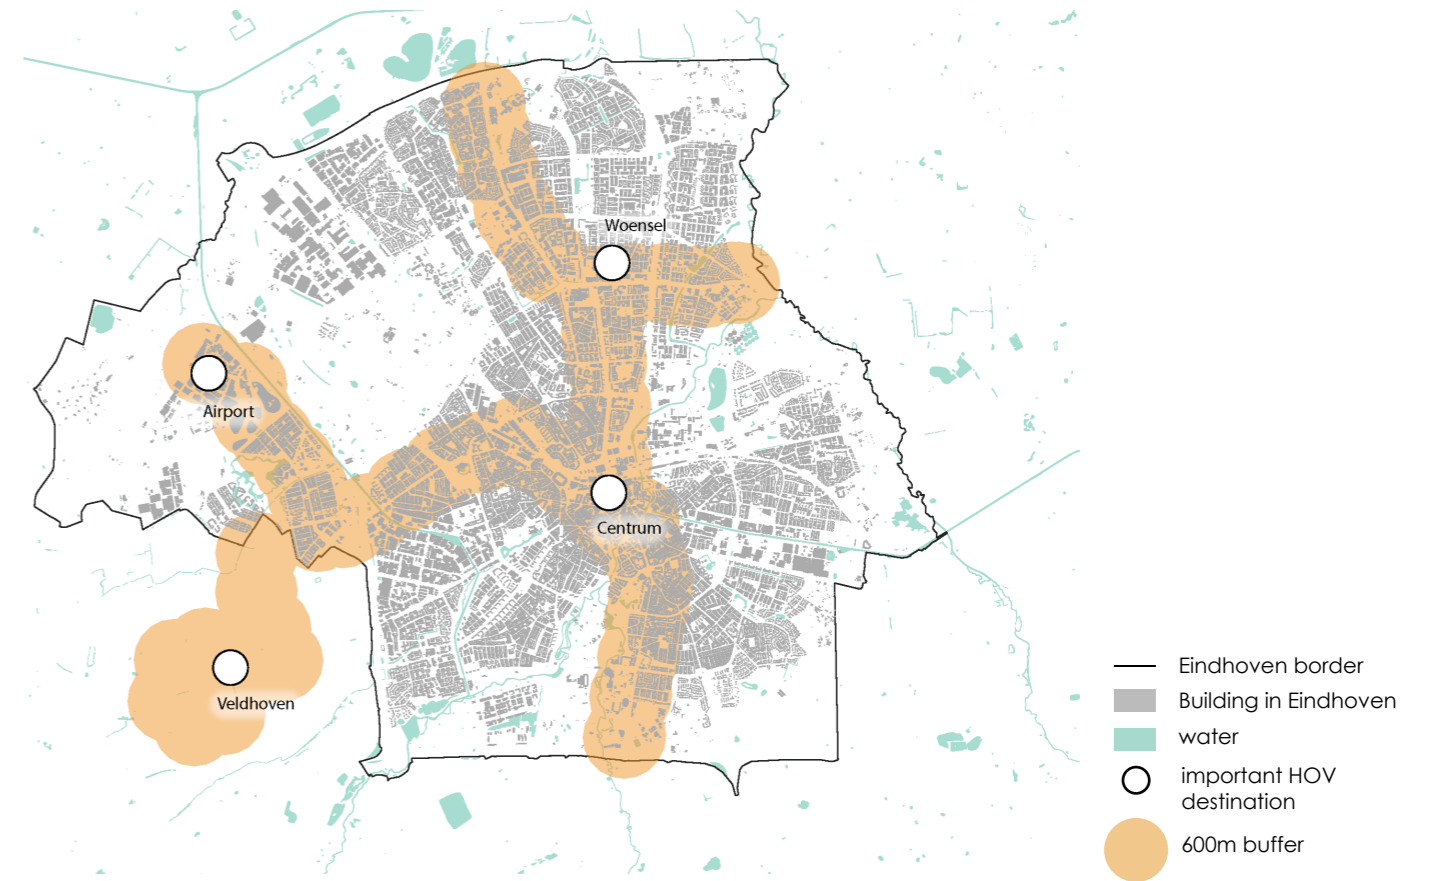 Woensel
Airport
Centrum
Veldhoven
Eindhoven border
Building in Eindhoven
water
important HOV
destination
600m buffer